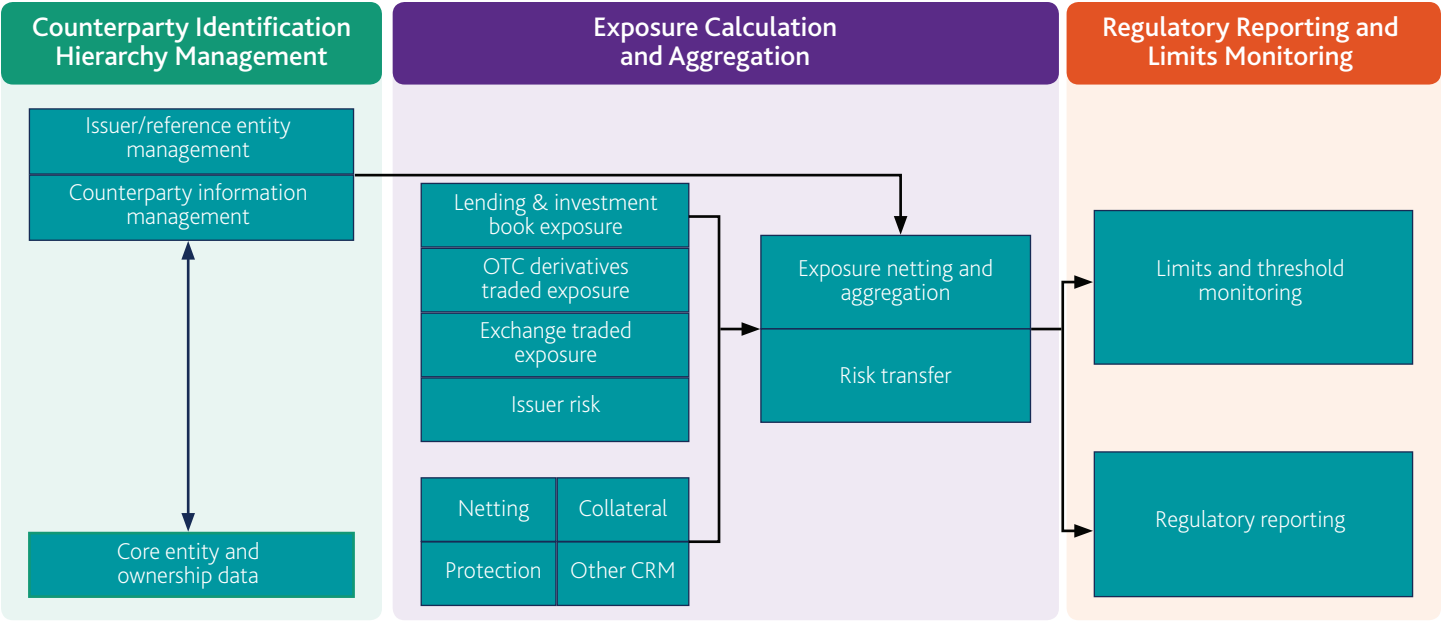 Counterparty Identification
Hierarchy Management
Issuer/reference entity
management
Counterparty information
management
Core entity and
ownership data
Exposure Calculation
and Aggregation
Lending & investment
book exposure
OTC derivatives
traded exposure
Exchange traded
exposure
Issuer risk
Netting
Collateral
Protection
Other CRM
Exposure netting and
aggregation
Risk transfer
Regulatory Reporting and
Limits Monitoring
Limits and threshold
monitoring
Regulatory reporting